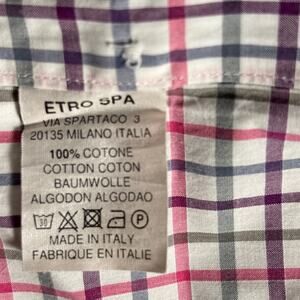 ETRO SPA
VIA SPARTACO 3
20135 MILANO ITALIA
100% COTONE
COTTON COTON
BAUMWOLLE
ALGODON ALGODAO
MADE IN ITALY
FABRIQUE EN ITALIE